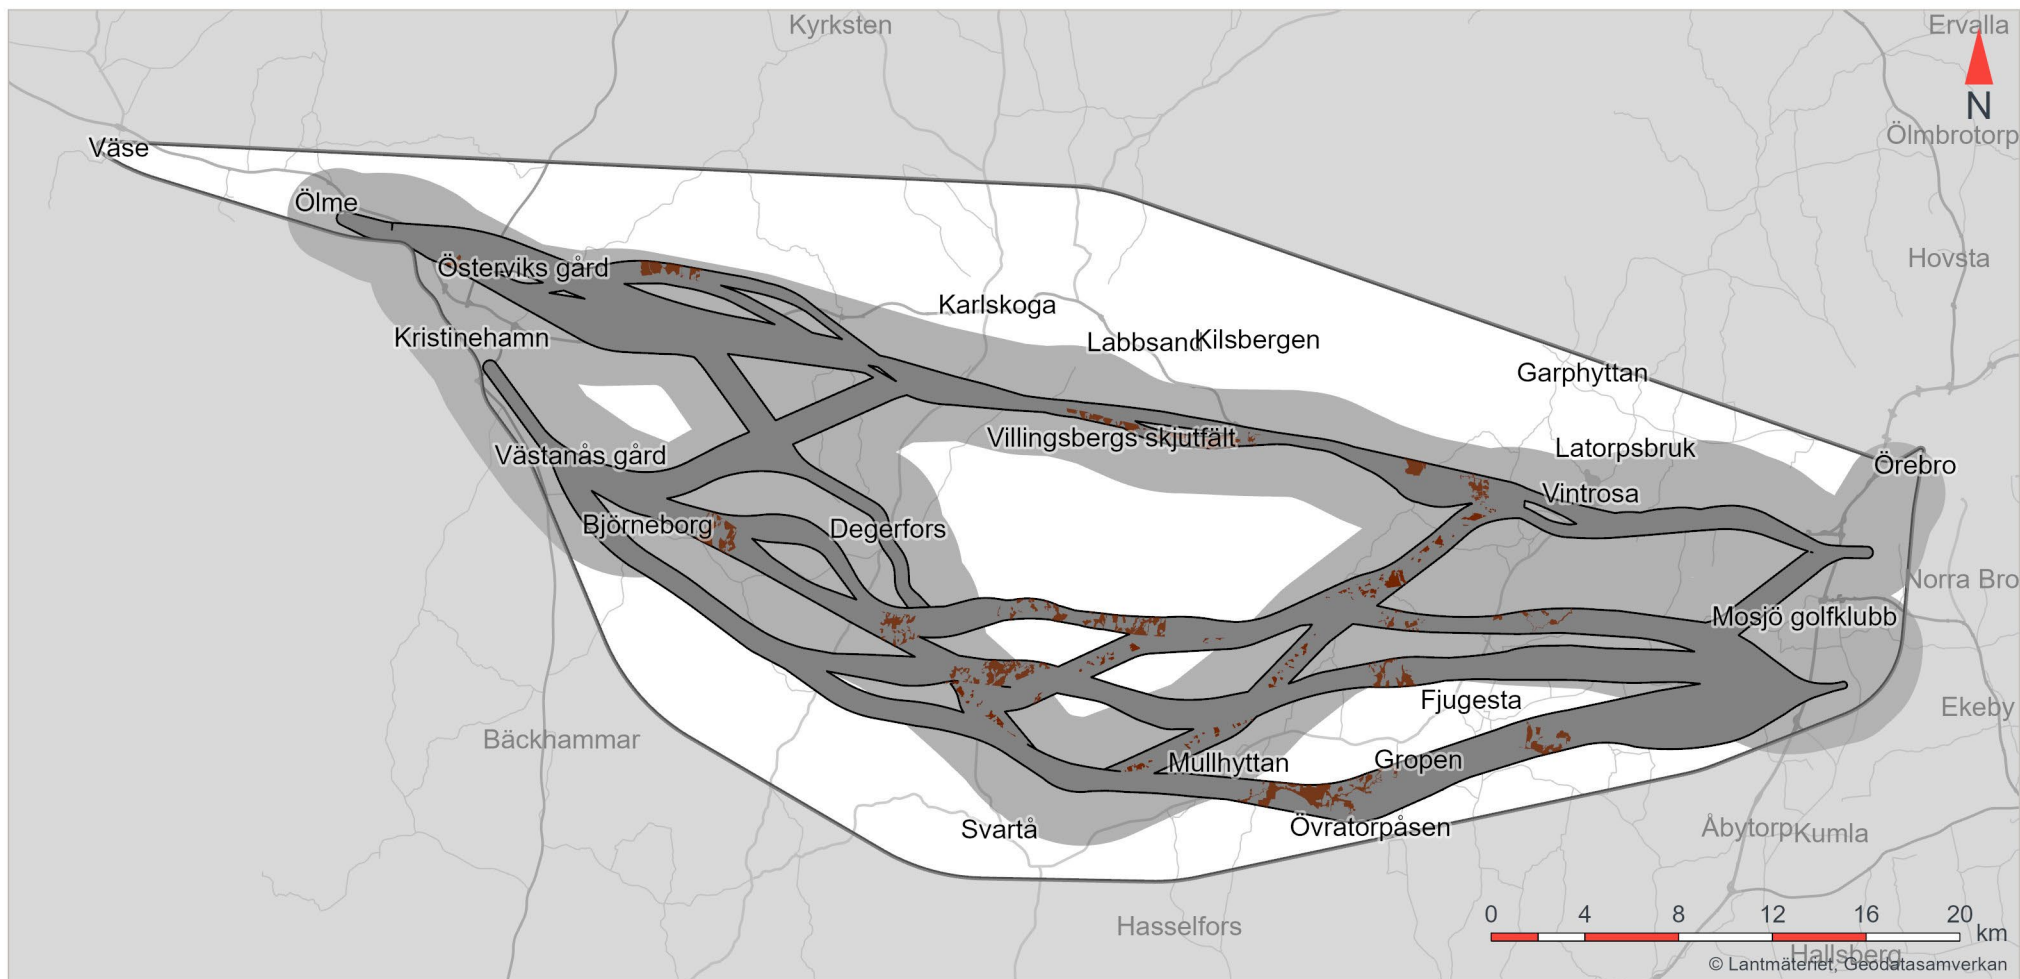 Kyrksten
Ervalla
N
Ölmbrotorp
Väse
Ölme
Hovsta
Österviks gård
Karlskoga
Kristinehamn
Labbsand
Kilsbergen
Garphyttan
Villingsbergs skjutfält
Latorpsbruk
Västanås gård
Örebro
Vintrosa
Björneborg
Degerfors
Norra Bro
Mosjö golfklubb
Fjugesta
Ekeby
Bäckhammar
Mullhyttan
Gropen
Svartå
Övratorpåsen
Åbytorp
Kumla
Hasselfors
0 4 8 12 16 20
km
Hallsberg
© Lantmäteriet, Geodatasamverkan